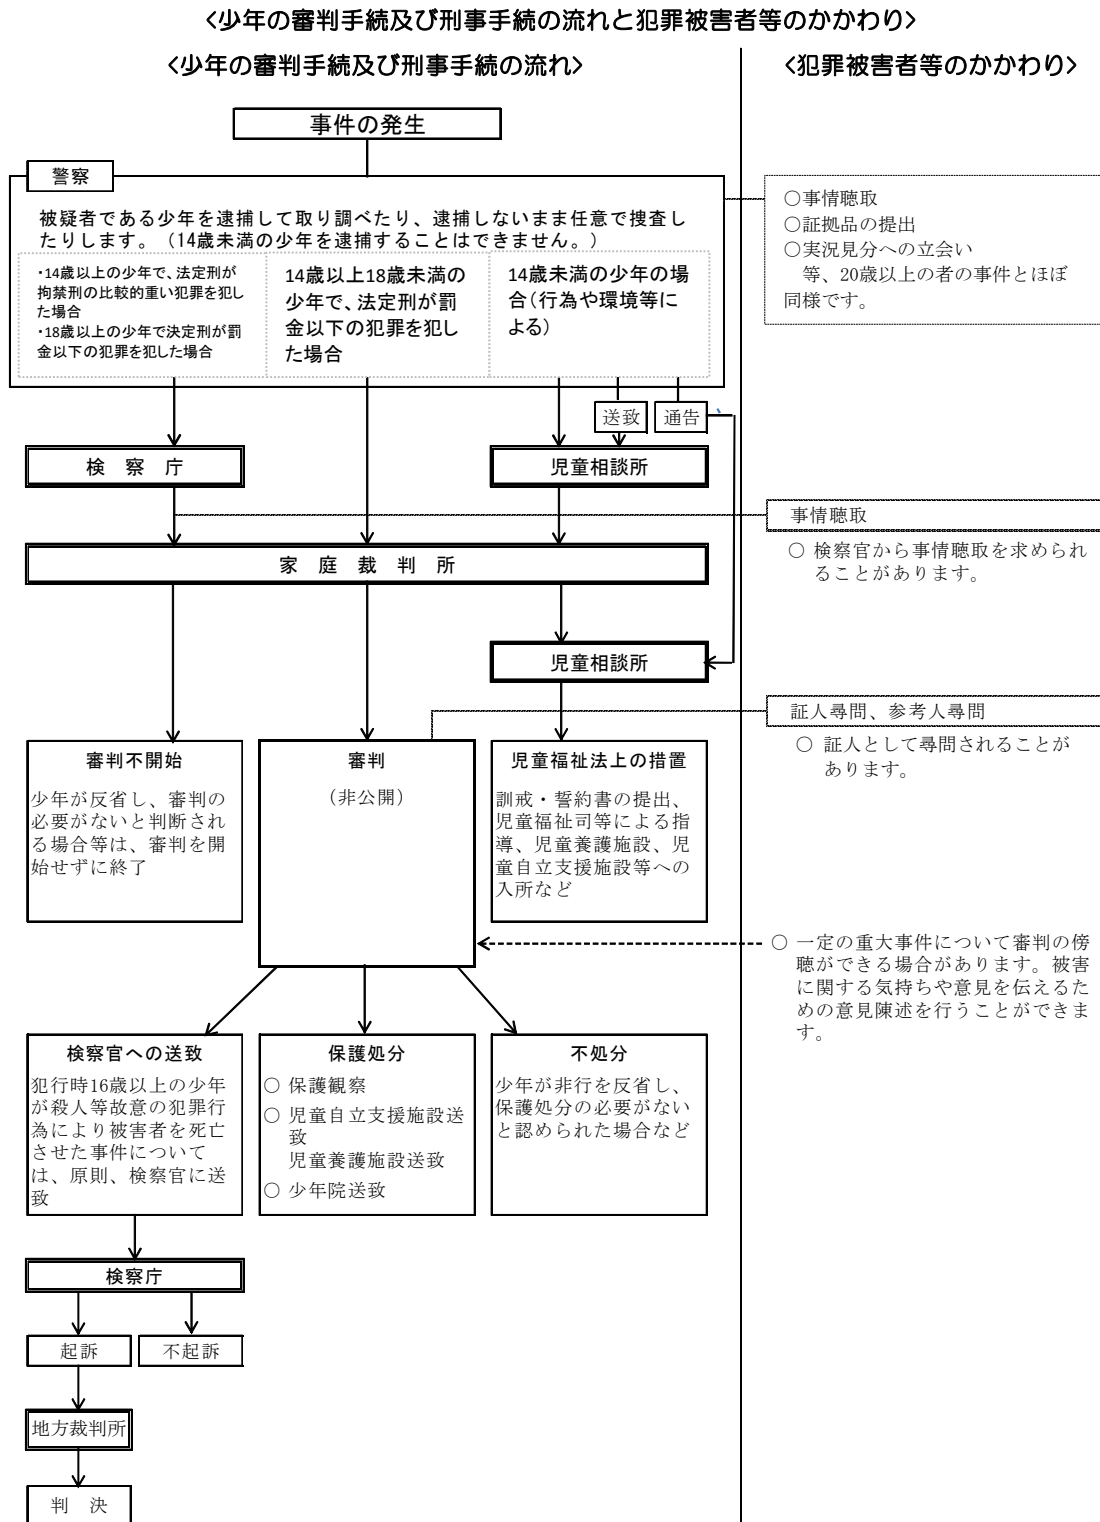 <少年の審判手続及び刑事手続の流れと犯罪被害者等のかかわり>
<少年の審判手続及び刑事手続の流れ>
<犯罪被害者等のかかわり>
事件の発生
警察
被疑者である少年を逮捕して取り調べたり、逮捕しないまま任意で捜査し
たりします。（14歳未満の少年を逮捕することはできません。）
・14歳以上の少年で、法定刑が
拘禁刑の比較的重い犯罪を犯し
た場合
・18歳以上の少年で決定刑が罰
金以下の犯罪を犯した場合
14歳以上18歳未満の
少年で、法定刑が罰
金以下の犯罪を犯し
た場合
14歳未満の少年の場
合（行為や環境等に
よる）
○事情聴取
○証拠品の提出
○実況見分への立会い
等、20歳以上の者の事件とほぼ
同様です。
送致
通告
検 察 庁
児童相談所
事情聴取
○ 検察官から事情聴取を求められ
ることがあります。
家 庭 裁 判 所
児童相談所
証人尋問、参考人尋問
○ 証人として尋問されることが
あります。
審判不開始
少年が反省し、審判の
必要がないと判断され
る場合等は、審判を開
始せずに終了
審判
（非公開）
児童福祉法上の措置
訓戒・誓約書の提出、
児童福祉司等による指
導、児童養護施設、児
童自立支援施設等への
入所など
○ 一定の重大事件について審判の傍
聴ができる場合があります。被害
に関する気持ちや意見を伝えるた
めの意見陳述を行うことができま
す。
検察官への送致
犯行時16歳以上の少年
が殺人等故意の犯罪行
為により被害者を死亡
させた事件について
は、原則、検察官に送
致
保護処分
○ 保護観察
○ 児童自立支援施設送
致
児童養護施設送致
○ 少年院送致
不処分
少年が非行を反省し、
保護処分の必要がない
と認められた場合など
検察庁
起訴
不起訴
地方裁判所
判 決